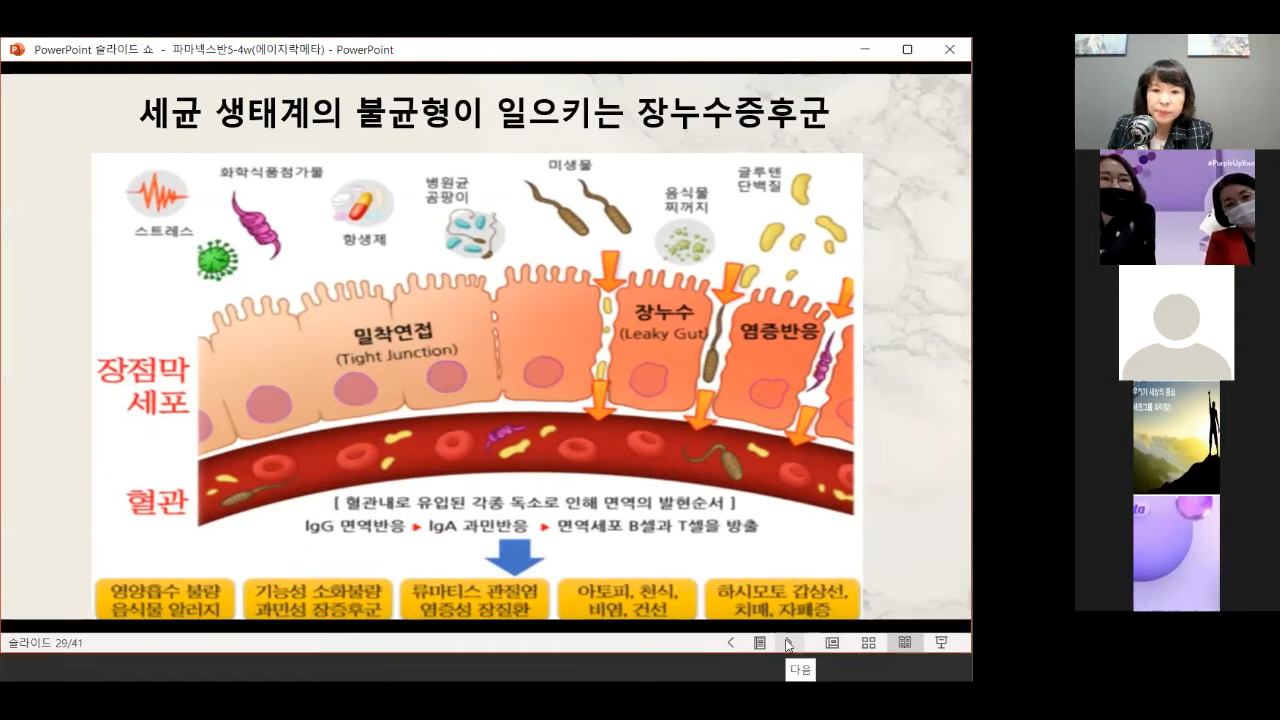 PowerPoint 슬라이드 쇼 - 파마넥스반5-4w(에이지락메타) - PowerPoint
세균 생태계의 불균형이 일으키는 장누수증후군
스트레스
화학식품첨가물
항생제
병원균
곰팡이
미생물
음식물
찌꺼지
글루텐
단백질
밀착연접
(Tight Junction)
장누수
(Leaky Gut)
염증반응
장점막
세포
혈관
[ 혈관내로 유입된 각종 독소로 인해 면역의 발현순서 ]
IgG 면역반응 ▸ IgA 과민반응 ▸ 면역세포 B셀과 T셀을 방출
영양흡수 불량
음식물 알러지
기능성 소화불량
과민성 장증후군
류마티스 관절염
염증성 장질환
아토피, 천식,
비염, 건선
하시모토 갑상선,
치매, 자폐증
슬라이드 29/41
다음
#PurpleUpYour
우리가 세상의 중심
ta